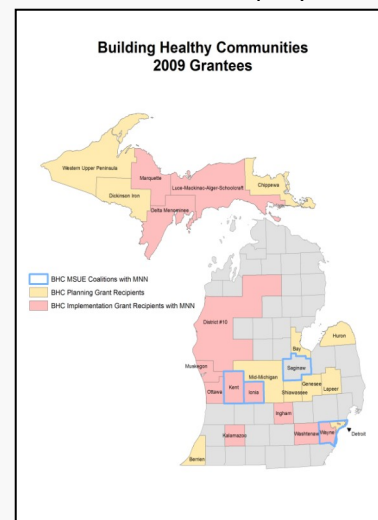 Building Healthy Communities
2009 Grantees
Western Upper Peninsula
Marquette
Luce-Mackinac-Alger-Schoolcraft
Chippewa
Dickinson Iron
Delta Menominee
BHC MSUE Coalitions with MNN
BHC Planning Grant Recipients
BHC Implementation Grant Recipients with MNN
District #10
Huron
Bay
Muskegon
Saginaw
Mid-Michigan
Kent
Ionia
Genesee
Lapeer
Ottawa
Shiawassee
Ingham
Kalamazoo
Washtenaw
Wayne
Detroit
Berrien